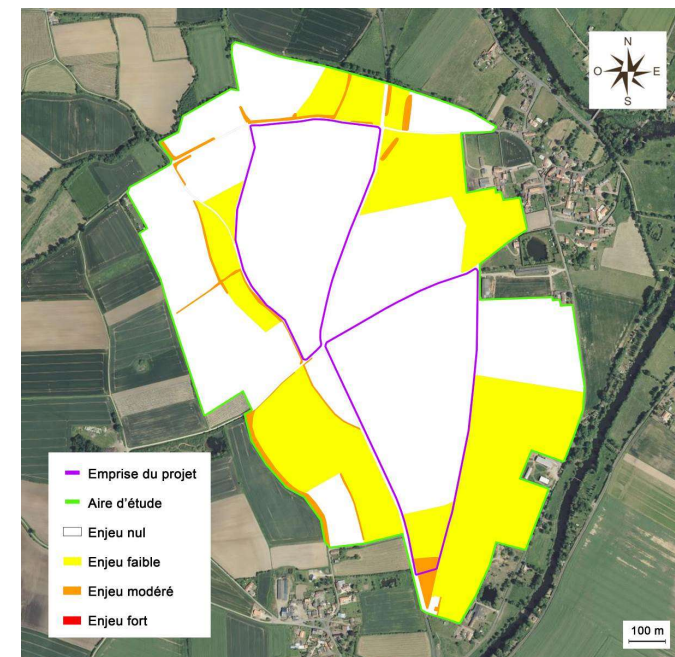 N
O E
S
Emprise du projet
Aire d'étude
Enjeu nul
Enjeu faible
Enjeu modéré
Enjeu fort
100 m